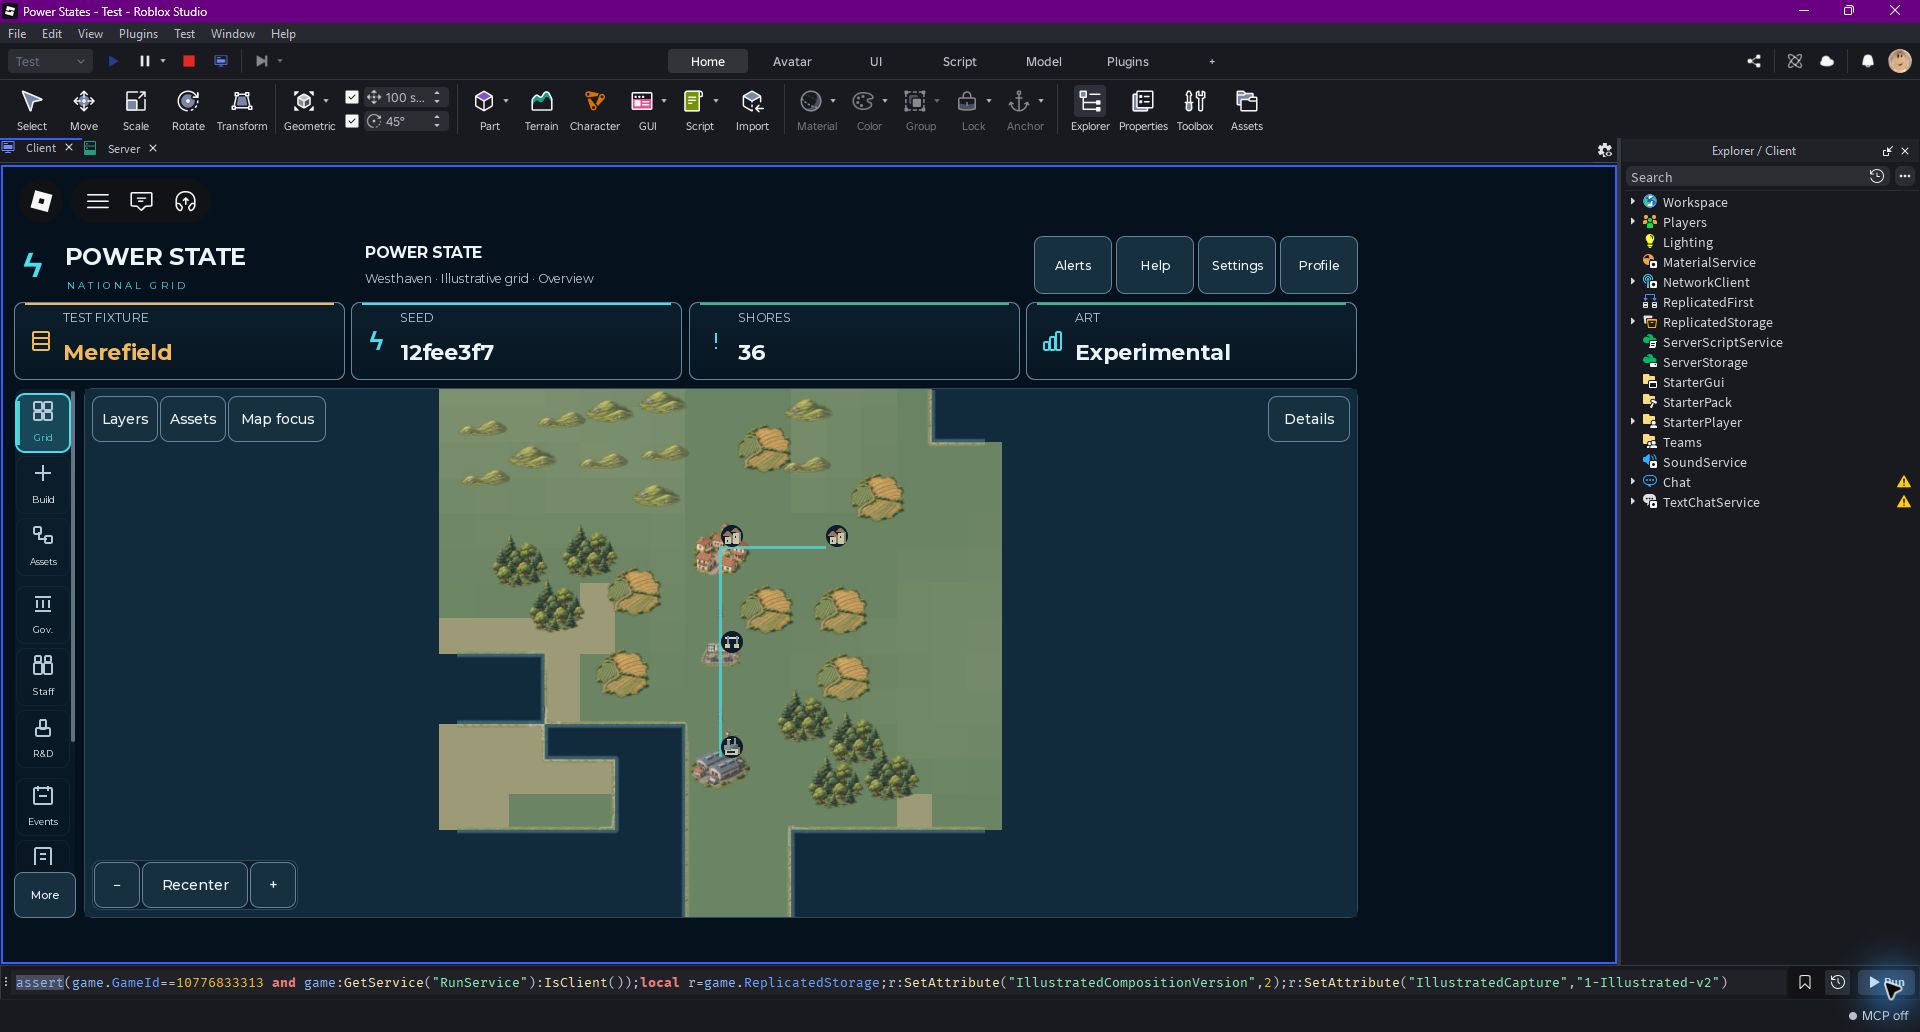 Power States - Test - Roblox Studio
File Edit View Plugins Test Window Help
Test
Home Avatar UI Script Model Plugins +
100 s...
45°
Select Move Scale Rotate Transform Geometric Part Terrain Character GUI Script Import Material Color Group Lock Anchor Explorer Properties Toolbox Assets
Client Server
Explorer / Client
Search
Workspace
Players
Lighting
MaterialService
NetworkClient
ReplicatedFirst
ReplicatedStorage
ServerScriptService
ServerStorage
StarterGui
StarterPack
StarterPlayer
Teams
SoundService
Chat
TextChatService
POWER STATE
NATIONAL GRID
POWER STATE
Westhaven · Illustrative grid · Overview
Alerts Help Settings Profile
TEST FIXTURE
Merefield
SEED
12fee3f7
SHORES
36
ART
Experimental
Grid
Build
Assets
Gov.
Staff
R&D
Events
More
Layers Assets Map focus
Details
- Recenter +
assert(game.GameId==10776833313 and game:GetService("RunService"):IsClient());local r=game.ReplicatedStorage;r:SetAttribute("IllustratedCompositionVersion",2);r:SetAttribute("IllustratedCapture","1-Illustrated-v2")
Run
MCP off